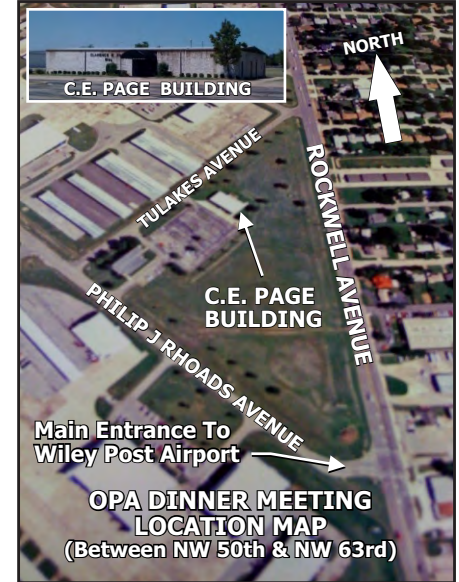 C.E. PAGE BUILDING
NORTH
TULAKES AVENUE
ROCKWELL AVENUE
C.E. PAGE
BUILDING
PHILIP J RHOADS AVENUE
Main Entrance To
Wiley Post Airport
OPA DINNER MEETING
LOCATION MAP
(Between NW 50th & NW 63rd)